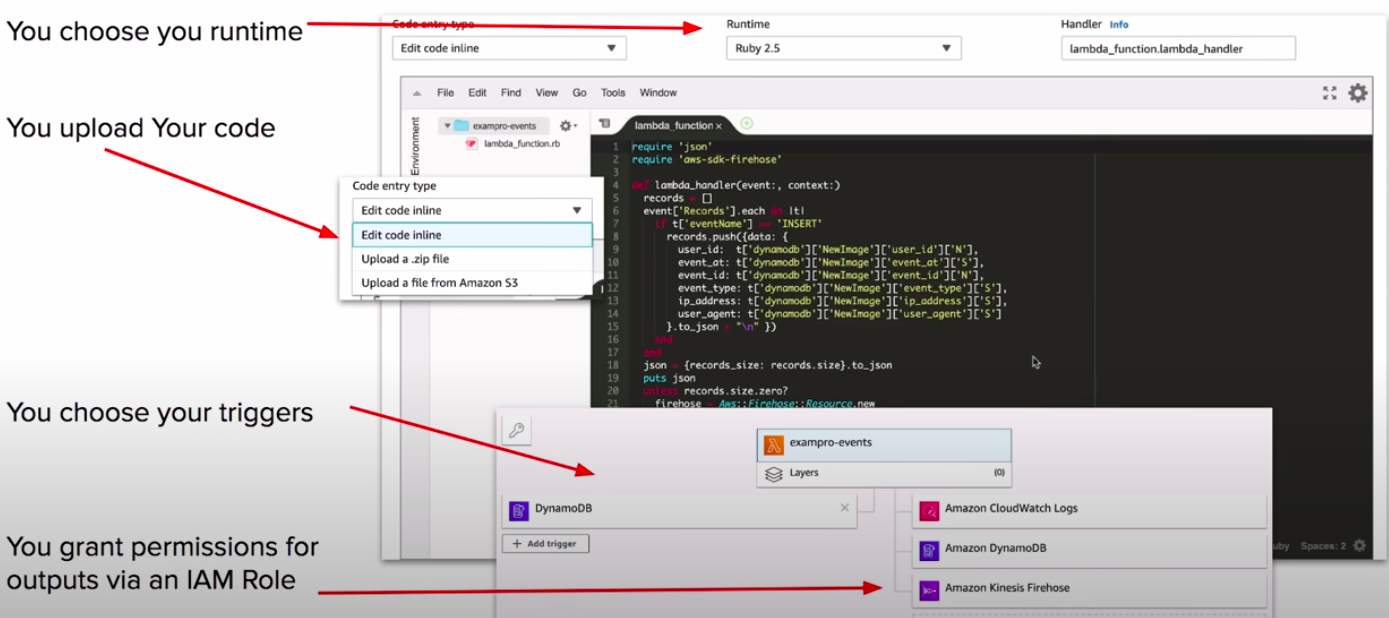 You choose you runtime
Code entry type
Runtime
Handler Info
Edit code inline
Ruby 2.5
lambda_function.lambda_handler
File Edit Find View Go Tools Window
You upload Your code
Environment
exampro-events
lambda_function.rb
lambda_function x
Code entry type
Edit code inline
Edit code inline
Upload a .zip file
Upload a file from Amazon S3
1 require 'json'
2 require 'aws-sdk-firehose'
3
4 def lambda_handler(event:, context:)
5 records = []
6 event['Records'].each do |t|
7 if t['eventName'] == 'INSERT'
8 records.push({data: {
9 user_id: t['dynamodb']['NewImage']['user_id']['N'],
10 event_at: t['dynamodb']['NewImage']['event_at']['S'],
11 event_id: t['dynamodb']['NewImage']['event_id']['N'],
12 event_type: t['dynamodb']['NewImage']['event_type']['S'],
13 ip_address: t['dynamodb']['NewImage']['ip_address']['S'],
14 user_agent: t['dynamodb']['NewImage']['user_agent']['S']
15 }.to_json + "\n" })
16 end
17 end
18 json = {records_size: records.size}.to_json
19 puts json
20 unless records.size.zero?
21 firehose = Aws::Firehose::Resource.new
You choose your triggers
exampro-events
Layers (0)
DynamoDB
+ Add trigger
Amazon CloudWatch Logs
Amazon DynamoDB
Amazon Kinesis Firehose
uby Spaces: 2
You grant permissions for
outputs via an IAM Role